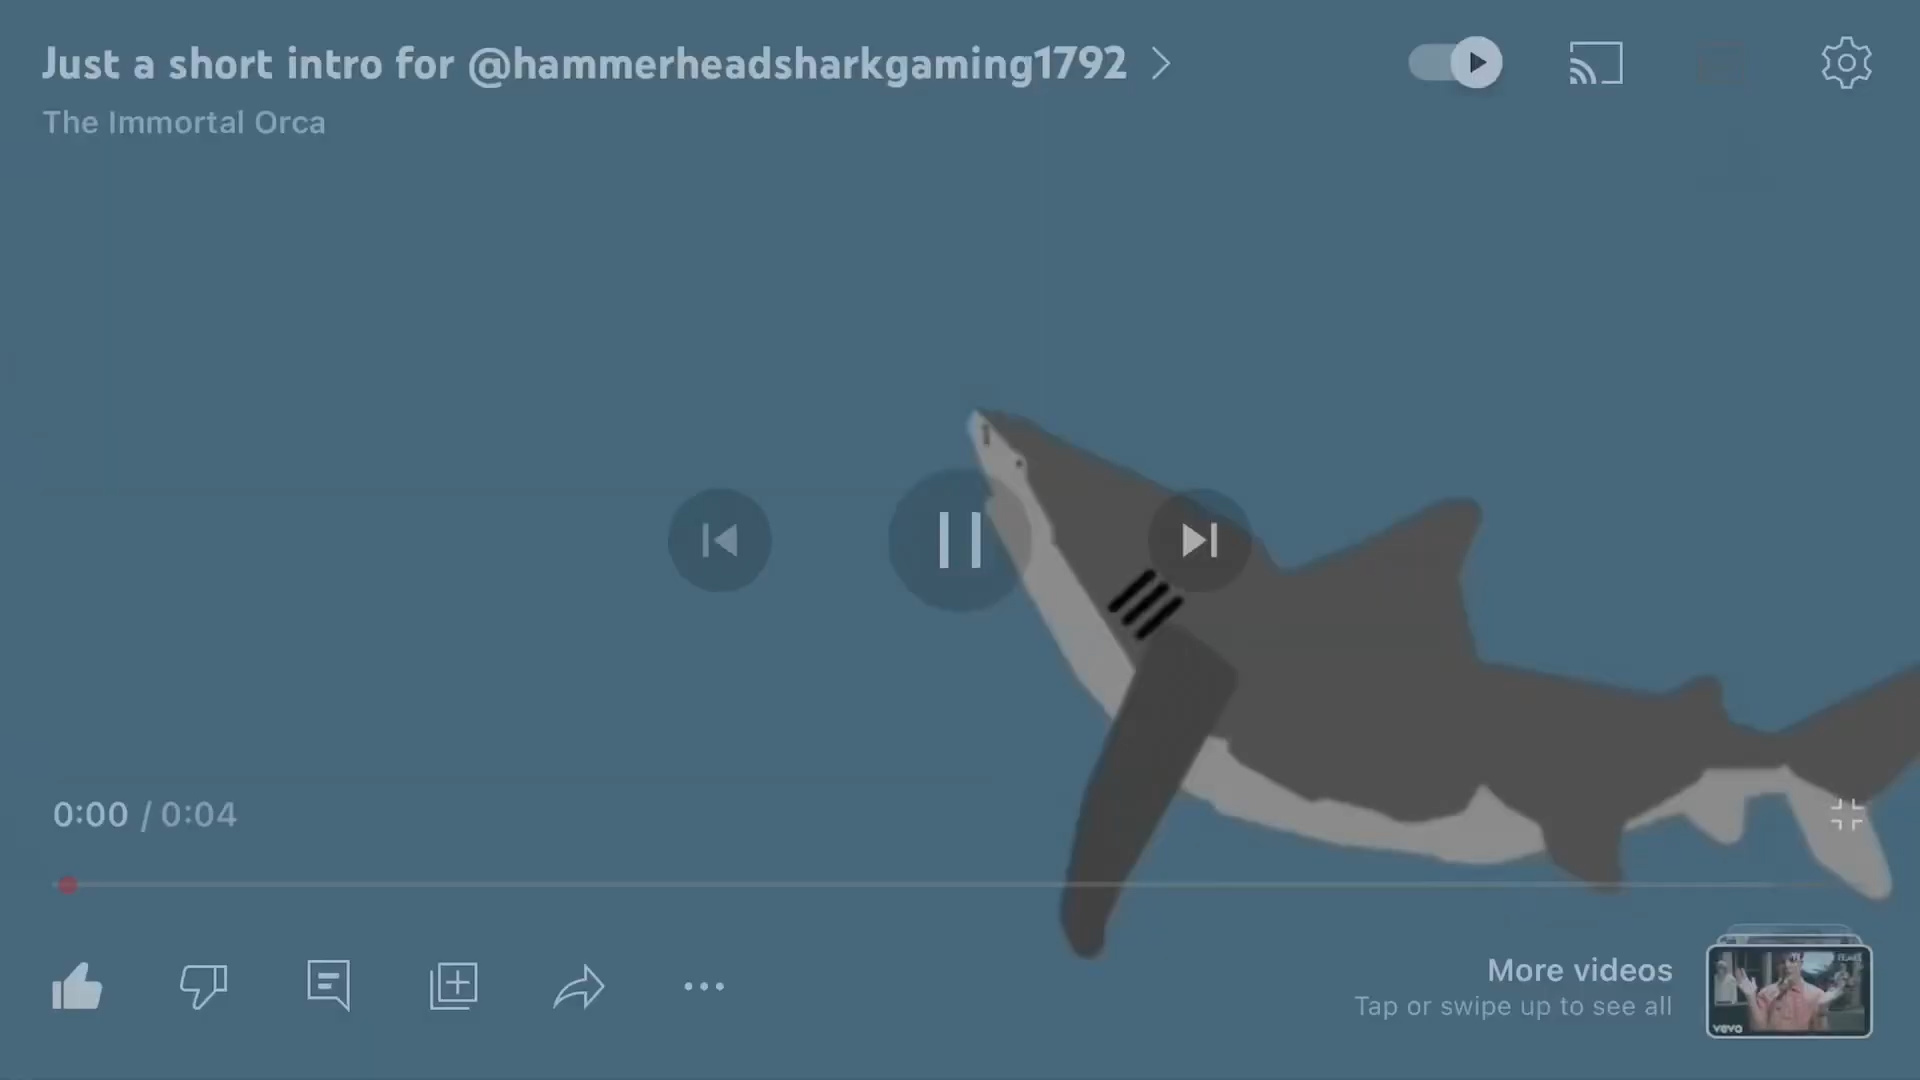 Just a short intro for @hammerheadsharkgaming1792
The Immortal Orca
0:00 / 0:04
More videos
Tap or swipe up to see all
vevo